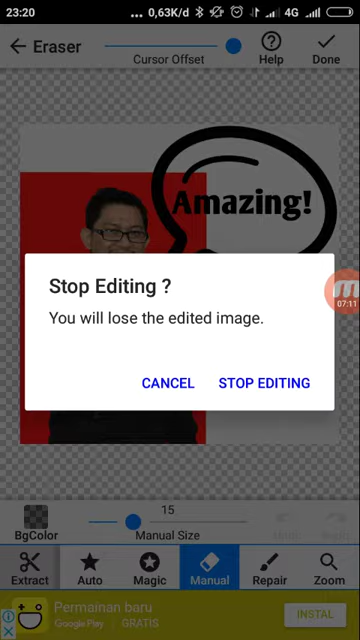 23:20
0,63K/d
4G
Eraser
Cursor Offset
Help
Done
Amazing!
Stop Editing ?
You will lose the edited image.
CANCEL
STOP EDITING
07:11
15
BgColor
Manual Size
Undo
Extract
Auto
Magic
Manual
Repair
Zoom
Permainan baru
Google Play
GRATIS
INSTAL